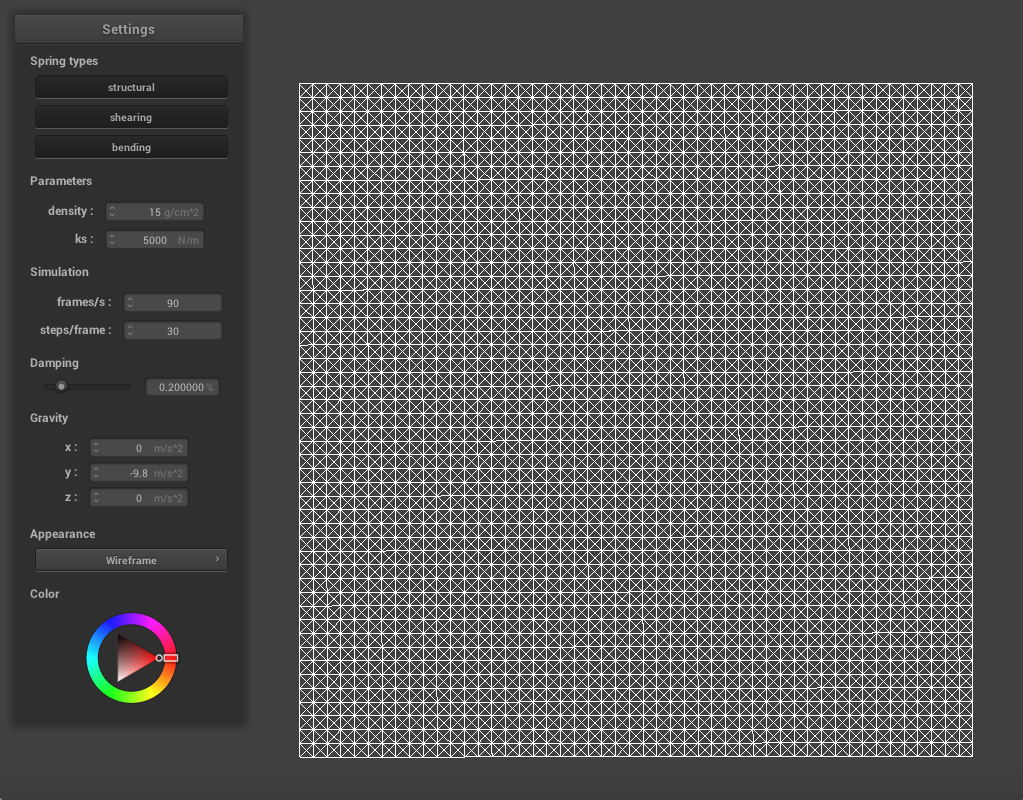 Settings
Spring types
structural
shearing
bending
Parameters
density : 15 g/cm^2
ks : 5000 N/m
Simulation
frames/s : 90
steps/frame : 30
Damping
0.200000 %
Gravity
x : 0 m/s^2
y : -9.8 m/s^2
z : 0 m/s^2
Appearance
Wireframe ›
Color